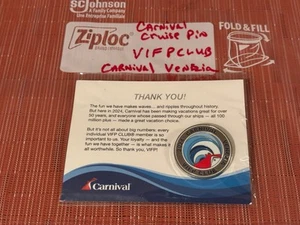 SC Johnson
A Family Company
Une Entreprise Familiale
Ziploc
FOLD & FILL
CARNIVAL
CRUISE Pin
VIFPCLUB
CARNIVAL VENEZIA
THANK YOU!
The fun we have makes waves... and ripples throughout history.
But here in 2024, Carnival has been making vacations great for over
50 years, and everyone whose passed through our ships — all 100
million plus — made a great vacation choice.
But it's not all about big numbers; every
individual VIFP CLUB® member is so
important to us. Your loyalty — and the
fun we have together — is what makes it
all worthwhile. So thank you, VIFP!
Carnival